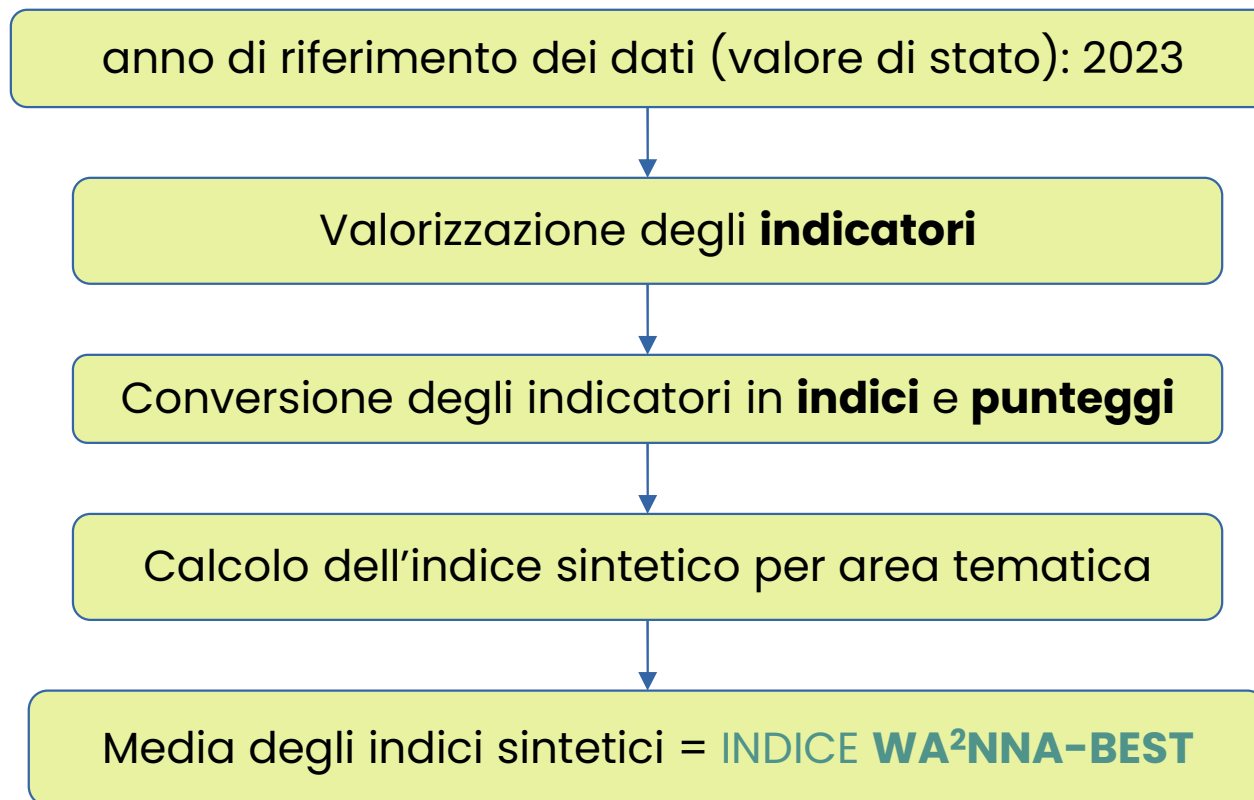 anno di riferimento dei dati (valore di stato): 2023
Valorizzazione degli indicatori
Conversione degli indicatori in indici e punteggi
Calcolo dell’indice sintetico per area tematica
Media degli indici sintetici = INDICE WA²NNA-BEST